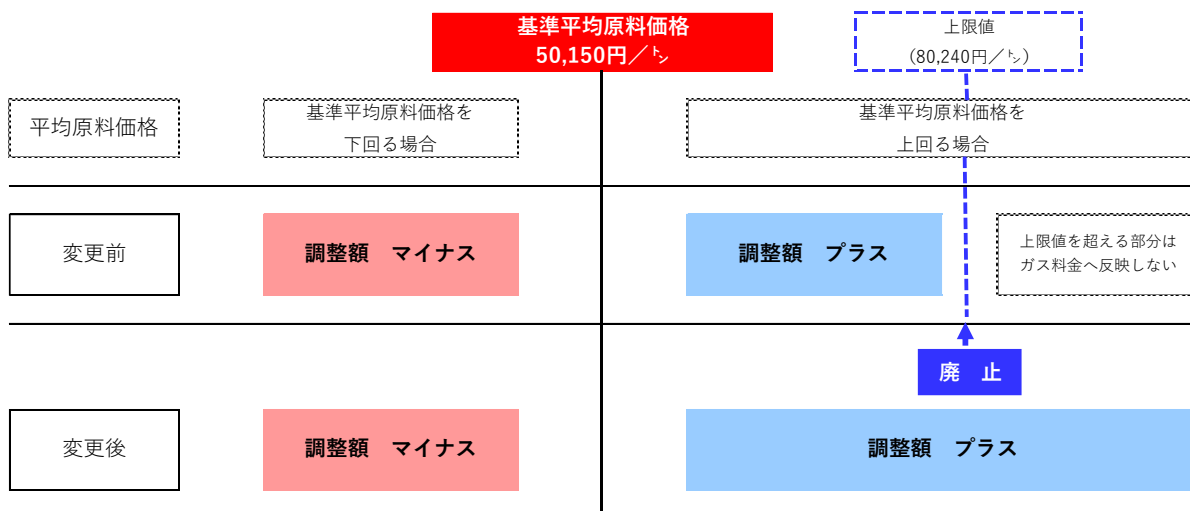 基準平均原料価格
50,150円／㌧
上限値
(80,240円／㌧)
平均原料価格
基準平均原料価格を
下回る場合
基準平均原料価格を
上回る場合
変更前
調整額　マイナス
調整額　プラス
上限値を超える部分は
ガス料金へ反映しない
廃　止
変更後
調整額　マイナス
調整額　プラス